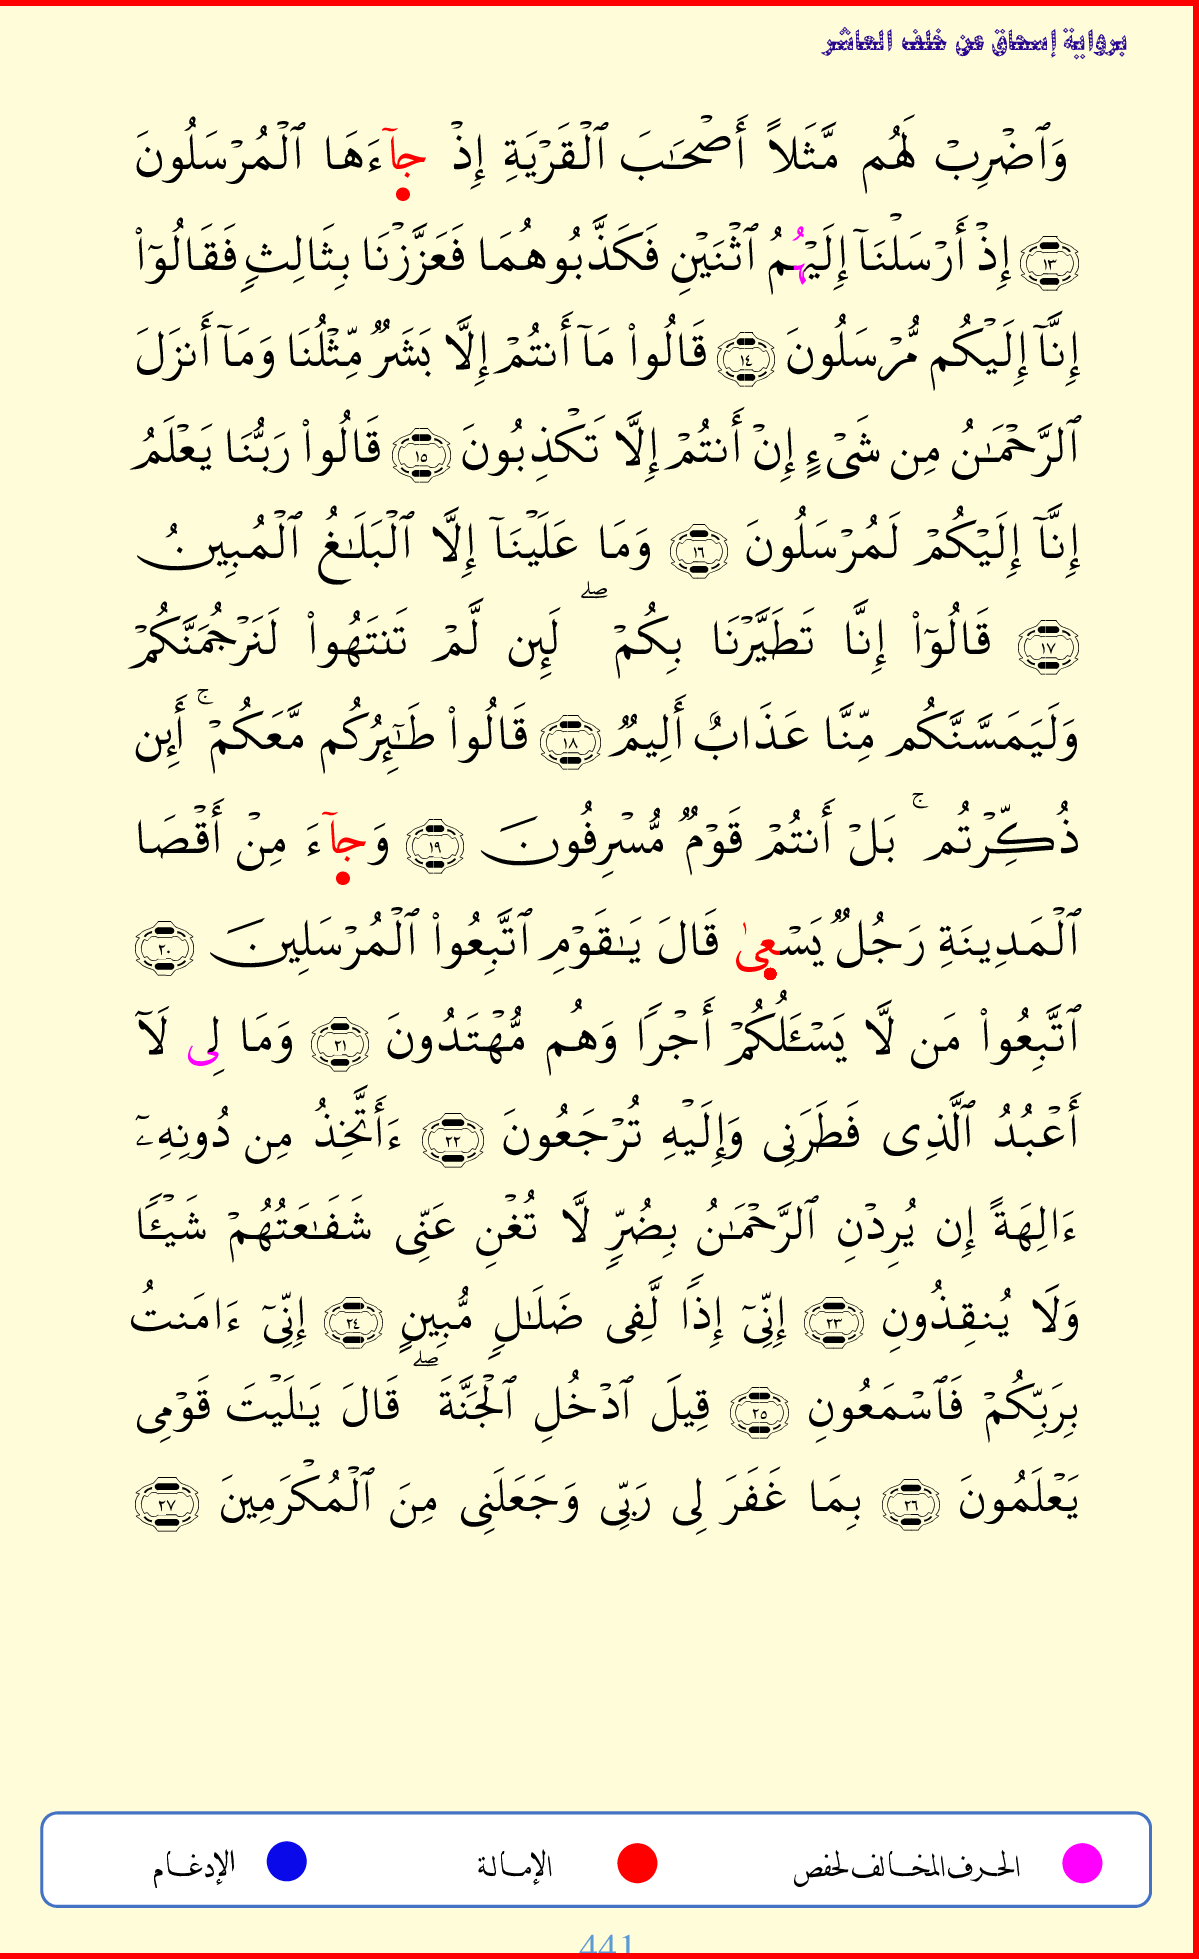 برواية إسحاق عن خلف العاشر
وَٱضْرِبْ لَهُم مَّثَلًا أَصْحَٰبَ ٱلْقَرْيَةِ إِذْ جَآءَهَا ٱلْمُرْسَلُونَ
١٣ إِذْ أَرْسَلْنَآ إِلَيْهُمُ ٱثْنَيْنِ فَكَذَّبُوهُمَا فَعَزَّزْنَا بِثَالِثٍ فَقَالُوٓا۟
إِنَّآ إِلَيْكُم مُّرْسَلُونَ ١٤ قَالُوا۟ مَآ أَنتُمْ إِلَّا بَشَرٌ مِّثْلُنَا وَمَآ أَنزَلَ
ٱلرَّحْمَٰنُ مِن شَىْءٍ إِنْ أَنتُمْ إِلَّا تَكْذِبُونَ ١٥ قَالُوا۟ رَبُّنَا يَعْلَمُ
إِنَّآ إِلَيْكُمْ لَمُرْسَلُونَ ١٦ وَمَا عَلَيْنَآ إِلَّا ٱلْبَلَٰغُ ٱلْمُبِينُ
١٧ قَالُوٓا۟ إِنَّا تَطَيَّرْنَا بِكُمْ ۖ لَئِن لَّمْ تَنتَهُوا۟ لَنَرْجُمَنَّكُمْ
وَلَيَمَسَّنَّكُم مِّنَّا عَذَابٌ أَلِيمٌ ١٨ قَالُوا۟ طَٰٓئِرُكُم مَّعَكُمْ ۚ أَئِن
ذُكِّرْتُم ۚ بَلْ أَنتُمْ قَوْمٌ مُّسْرِفُونَ ١٩ وَجَآءَ مِنْ أَقْصَا
ٱلْمَدِينَةِ رَجُلٌ يَسْعىٰ قَالَ يَٰقَوْمِ ٱتَّبِعُوا۟ ٱلْمُرْسَلِينَ ٢٠
ٱتَّبِعُوا۟ مَن لَّا يَسْـَٔلُكُمْ أَجْرًا وَهُم مُّهْتَدُونَ ٢١ وَمَا لِى لَآ
أَعْبُدُ ٱلَّذِى فَطَرَنِى وَإِلَيْهِ تُرْجَعُونَ ٢٢ ءَأَتَّخِذُ مِن دُونِهِۦٓ
ءَالِهَةً إِن يُرِدْنِ ٱلرَّحْمَٰنُ بِضُرٍّ لَّا تُغْنِ عَنِّى شَفَٰعَتُهُمْ شَيْـًٔا
وَلَا يُنقِذُونِ ٢٣ إِنِّىٓ إِذًا لَّفِى ضَلَٰلٍ مُّبِينٍ ٢٤ إِنِّىٓ ءَامَنتُ
بِرَبِّكُمْ فَٱسْمَعُونِ ٢٥ قِيلَ ٱدْخُلِ ٱلْجَنَّةَ ۖ قَالَ يَٰلَيْتَ قَوْمِى
يَعْلَمُونَ ٢٦ بِمَا غَفَرَ لِى رَبِّى وَجَعَلَنِى مِنَ ٱلْمُكْرَمِينَ ٢٧
الحرف المخالف لحفص الإمالة الإدغام
441